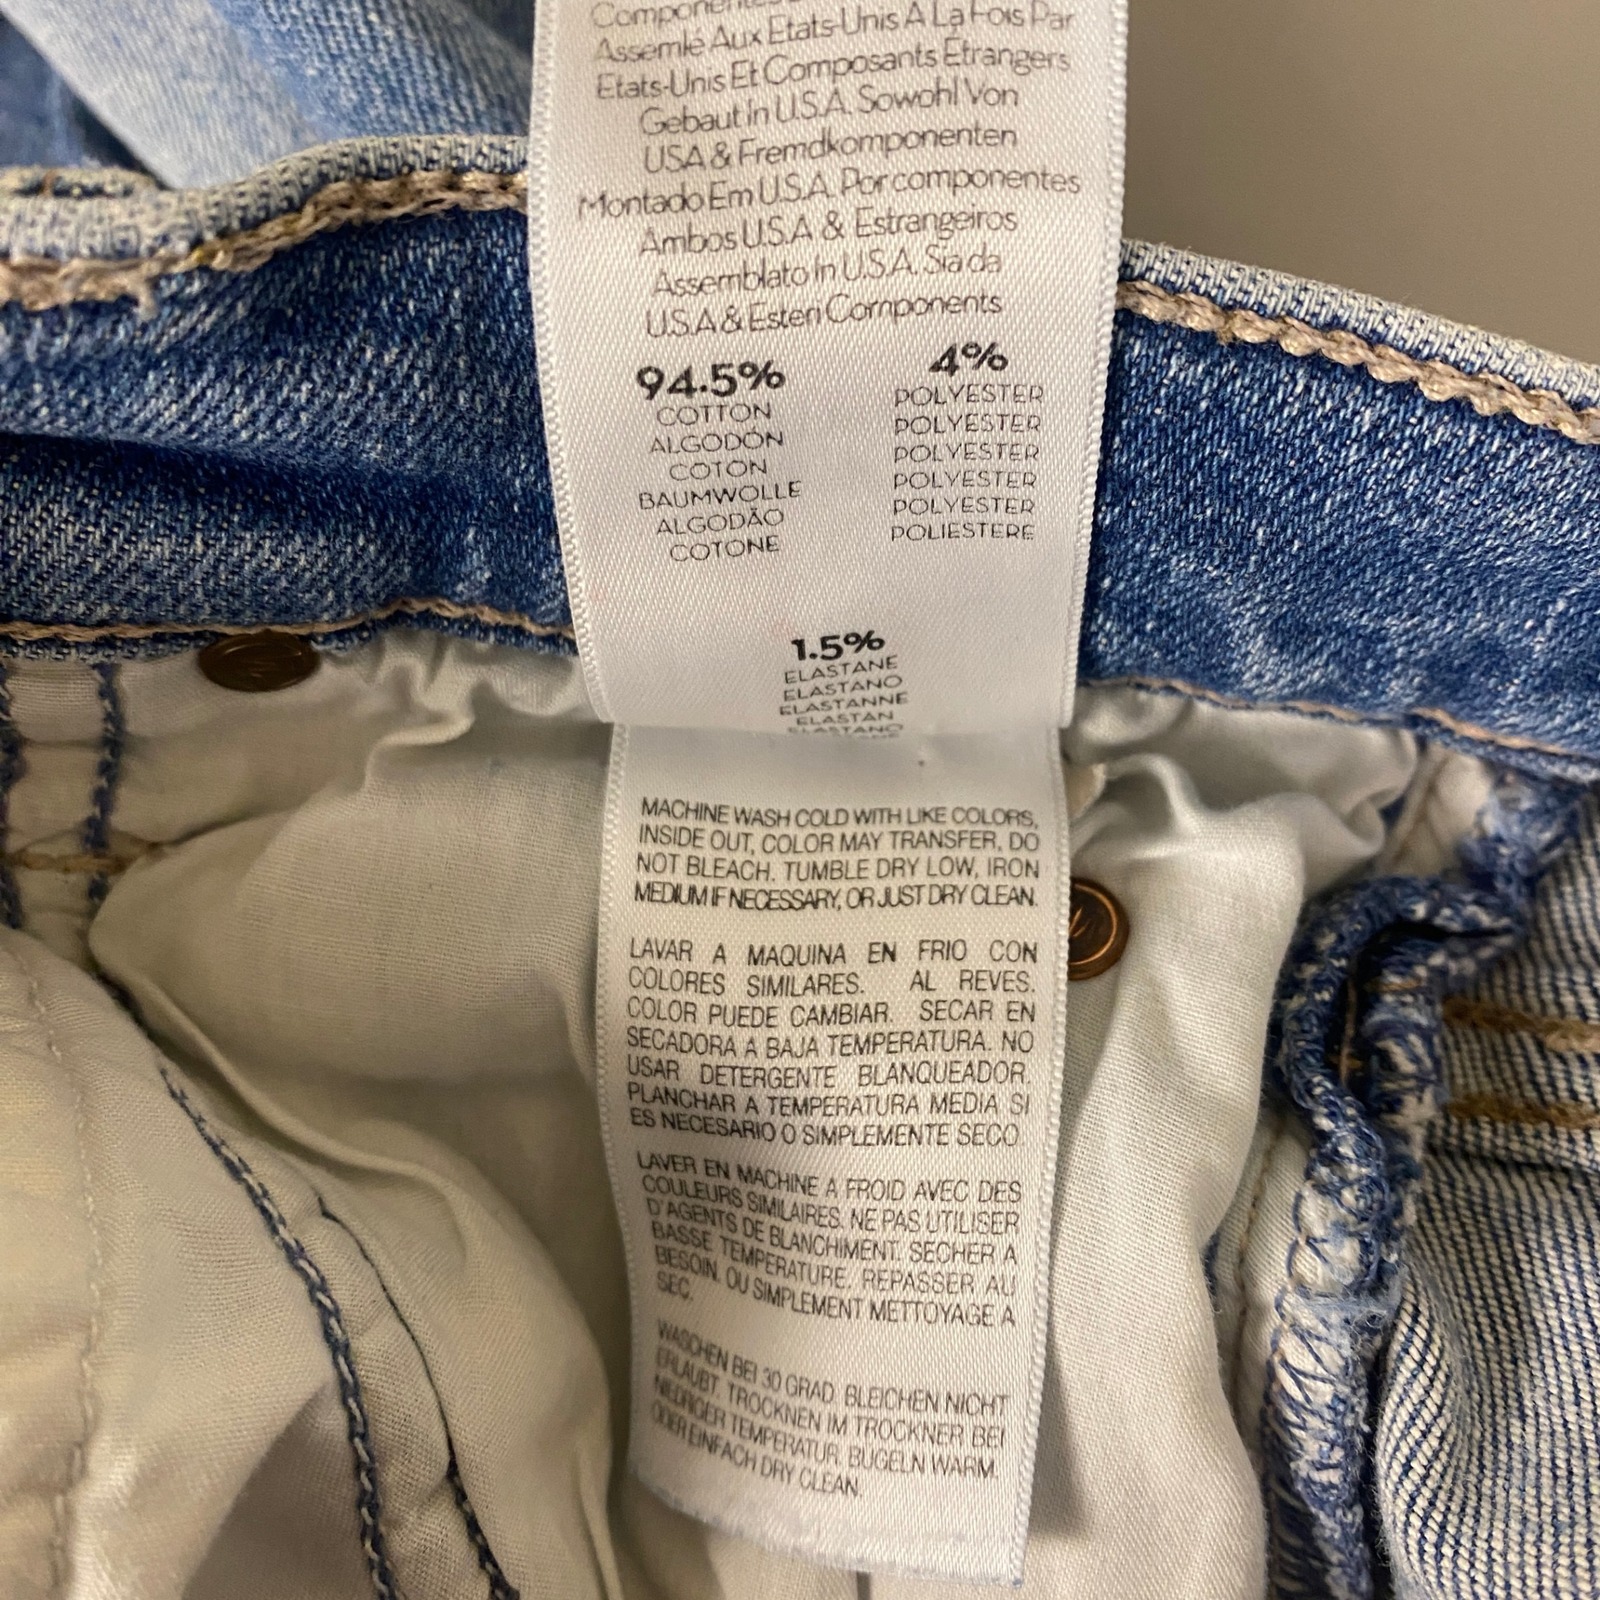 Assemlé Aux Etats-Unis A La Fois Par
Etats-Unis Et Composants Étrangers
Gebaut In U.S.A. Sowohl Von
USA & Fremdkomponenten
Montado Em U.S.A. Por componentes
Ambos U.S.A & Estrangeiros
Assemblato In U.S.A. Sia da
U.S.A & Esteri Components
94.5%
COTTON
ALGODÓN
COTON
BAUMWOLLE
ALGODÃO
COTONE
4%
POLYESTER
POLYESTER
POLYESTER
POLYESTER
POLYESTER
POLIESTERE
1.5%
ELASTANE
ELASTANO
ELASTANNE
ELASTAN
ELASTANO
MACHINE WASH COLD WITH LIKE COLORS,
INSIDE OUT, COLOR MAY TRANSFER, DO
NOT BLEACH. TUMBLE DRY LOW, IRON
MEDIUM IF NECESSARY, OR JUST DRY CLEAN.
LAVAR A MAQUINA EN FRIO CON
COLORES SIMILARES. AL REVES.
COLOR PUEDE CAMBIAR. SECAR EN
SECADORA A BAJA TEMPERATURA. NO
USAR DETERGENTE BLANQUEADOR.
PLANCHAR A TEMPERATURA MEDIA SI
ES NECESARIO O SIMPLEMENTE SECO.
LAVER EN MACHINE A FROID AVEC DES
COULEURS SIMILAIRES. NE PAS UTILISER
D'AGENTS DE BLANCHIMENT. SECHER A
BASSE TEMPERATURE. REPASSER AU
BESOIN. OU SIMPLEMENT METTOYAGE A
SEC.
WASCHEN BEI 30 GRAD. BLEICHEN NICHT
ERLAUBT. TROCKNEN IM TROCKNER BEI
NIEDRIGER TEMPERATUR. BUGELN WARM.
ODER EINFACH DRY CLEAN.